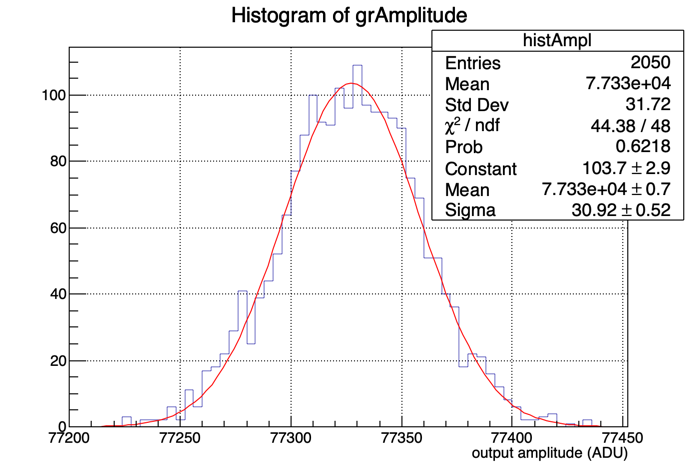 Histogram of grAmplitude
histAmpl
Entries 2050
Mean 7.733e+04
Std Dev 31.72
χ² / ndf 44.38 / 48
Prob 0.6218
Constant 103.7 ± 2.9
Mean 7.733e+04 ± 0.7
Sigma 30.92 ± 0.52
100
80
60
40
20
0
77200 77250 77300 77350 77400 77450
output amplitude (ADU)